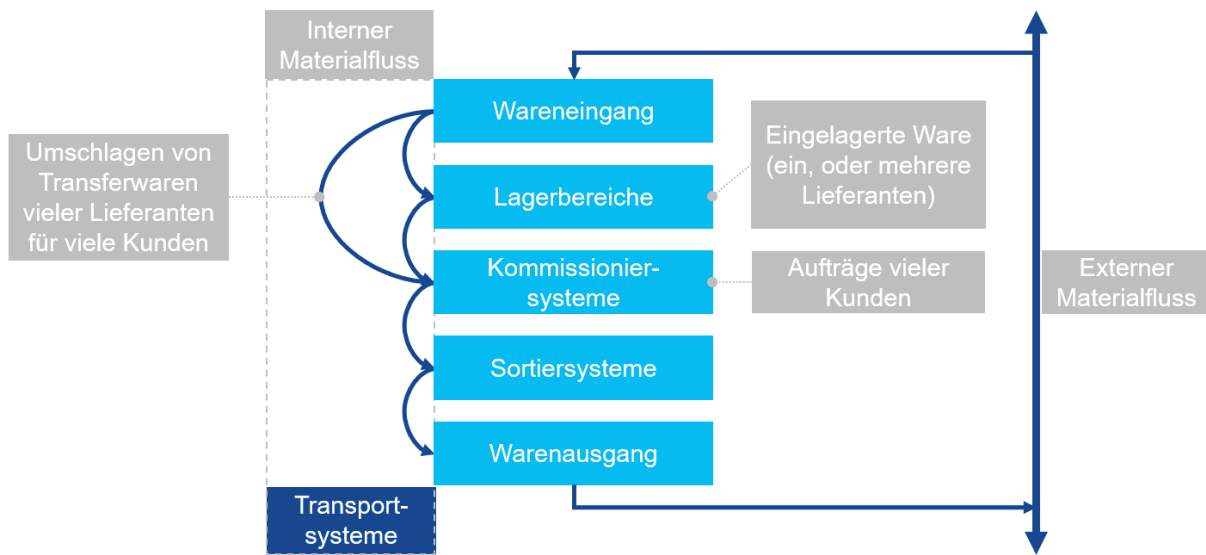 Interner
Materialfluss
Wareneingang
Umschlagen von
Transferwaren
vieler Lieferanten
für viele Kunden
Eingelagerte Ware
(ein, oder mehrere
Lieferanten)
Lagerbereiche
Kommissionier-
systeme
Aufträge vieler
Kunden
Externer
Materialfluss
Sortiersysteme
Warenausgang
Transport-
systeme